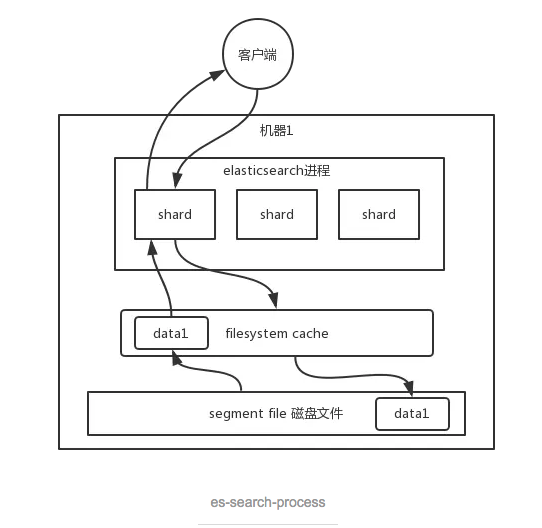 客户端
机器1
elasticsearch进程
shard
shard
shard
data1
filesystem cache
segment file 磁盘文件
data1
es-search-process